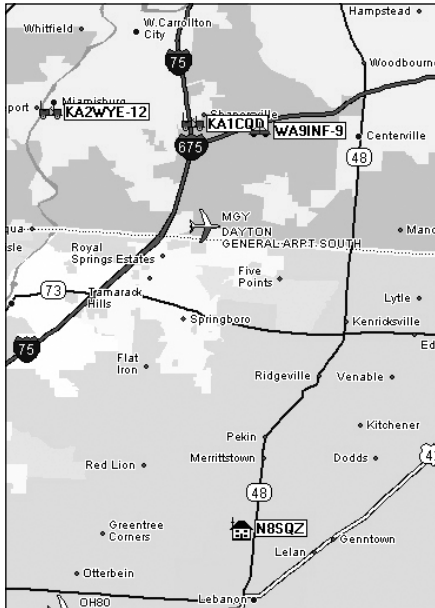 Hampstead
Whitfield
W.Carrollton
City
75
Woodbourne
port
Miamisburg
KA2WYE-12
KA1CQD
WA9INF-9
675
Centerville
48
MGY
DAYTON
GENERAL ARPT SOUTH
Royal
Springs Estates
Five
Points
73
Tramarack
Hills
Lytle
Springboro
Kenricksville
Ed
75
Flat
Iron
Ridgeville
Venable
Kitchener
Pekin
Red Lion
Merrittstown
Dodds
48
N8SQZ
Greentree
Corners
Genntown
Lelan
Otterbein
Lebanon
OH80